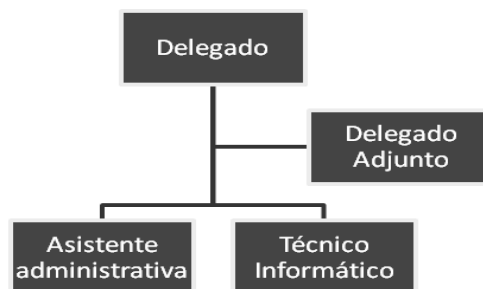 Delegado
Delegado
Adjunto
Asistente
administrativa
Técnico
Informático